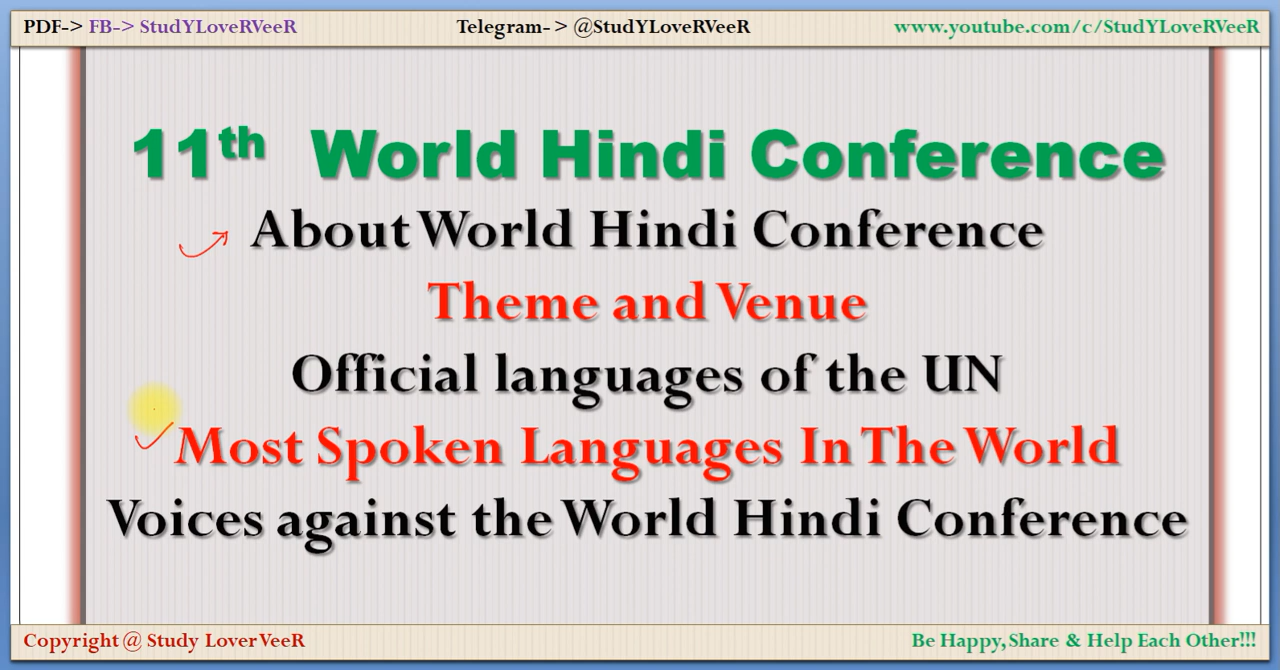 PDF-> FB-> StudYLoveRVeeR Telegram-> @StudYLoveRVeeR www.youtube.com/c/StudYLoveRVeeR
11th World Hindi Conference
About World Hindi Conference
Theme and Venue
Official languages of the UN
Most Spoken Languages In The World
Voices against the World Hindi Conference
Copyright @ Study Lover VeeR Be Happy, Share & Help Each Other!!!